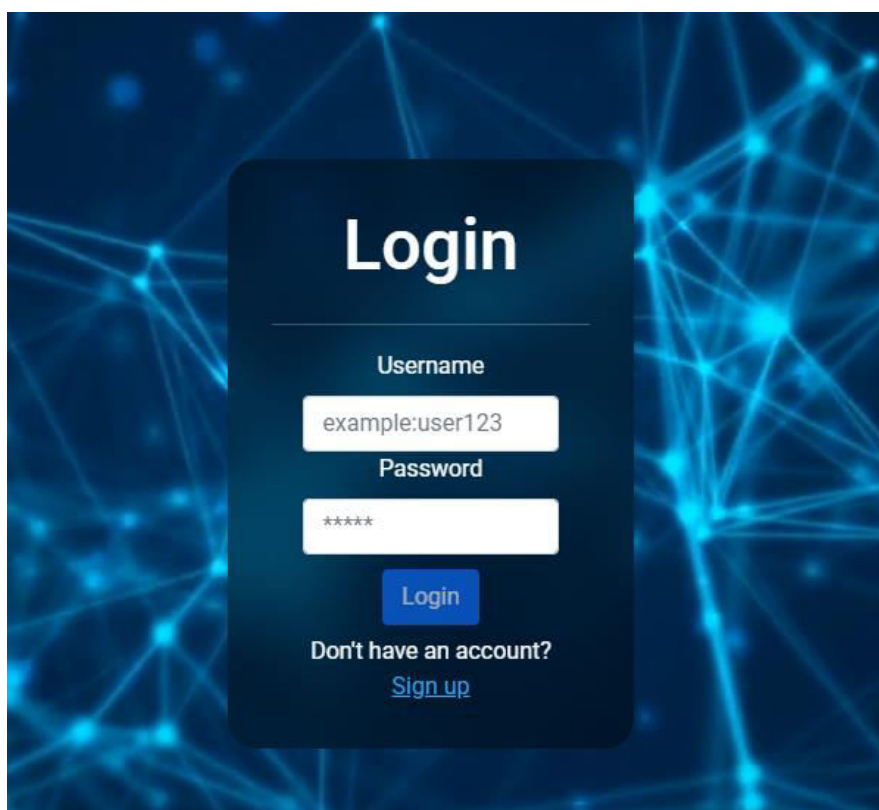 Login
Username
example:user123
Password
*****
Login
Don't have an account?
Sign up